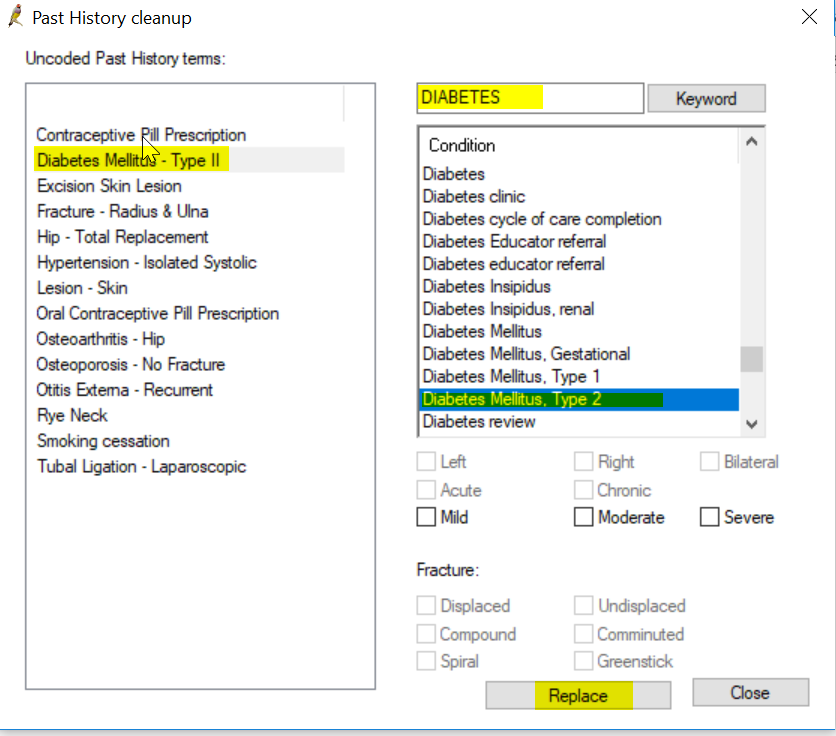 Past History cleanup
Uncoded Past History terms:
Contraceptive Pill Prescription
Diabetes Mellitus - Type II
Excision Skin Lesion
Fracture - Radius & Ulna
Hip - Total Replacement
Hypertension - Isolated Systolic
Lesion - Skin
Oral Contraceptive Pill Prescription
Osteoarthritis - Hip
Osteoporosis - No Fracture
Otitis Externa - Recurrent
Rye Neck
Smoking cessation
Tubal Ligation - Laparoscopic
DIABETES Keyword
Condition
Diabetes
Diabetes clinic
Diabetes cycle of care completion
Diabetes Educator referral
Diabetes educator referral
Diabetes Insipidus
Diabetes Insipidus, renal
Diabetes Mellitus
Diabetes Mellitus, Gestational
Diabetes Mellitus, Type 1
Diabetes Mellitus, Type 2
Diabetes review
Left Right Bilateral
Acute Chronic
Mild Moderate Severe
Fracture:
Displaced Undisplaced
Compound Comminuted
Spiral Greenstick
Replace Close